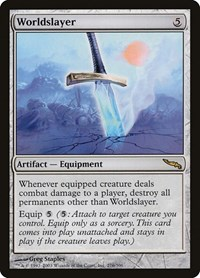 Worldslayer 5
Artifact — Equipment
Whenever equipped creature deals
combat damage to a player, destroy all
permanents other than Worldslayer.
Equip 5 (5: Attach to target creature you
control. Equip only as a sorcery. This card
comes into play unattached and stays in
play if the creature leaves play.)
Greg Staples